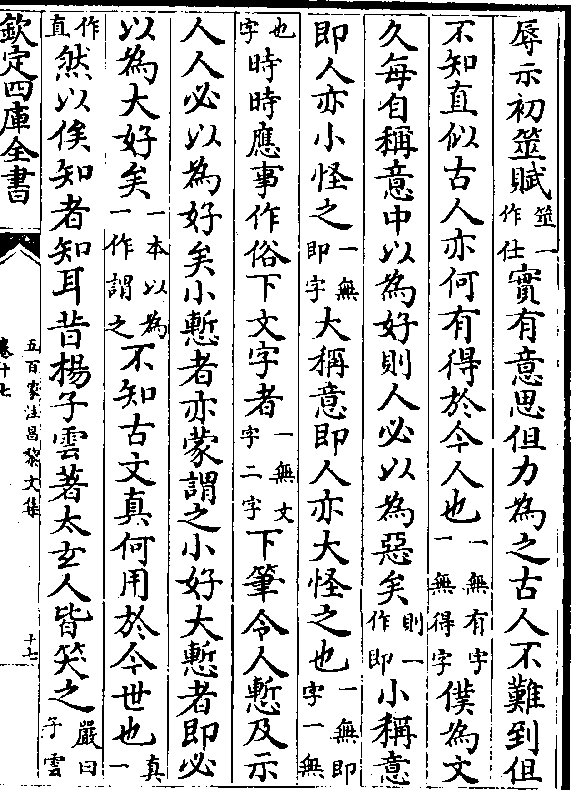 辱示初筮賦筮一作仕實有意思但力為之古人不難到但
不知直似古人亦何有得於今人也一無有字一無得字僕為文
久每自稱意中以為好則人必以為惡矣則一作即小稱意
即人亦小怪之一無即字大稱意即人亦大怪之也一無即字一無
也字時時應事作俗下文字者一無文字二字下筆令人慙及示
人人必以為好矣小慙者亦蒙謂之小好大慙者即必
以為大好矣一本以為一作謂之不知古文真何用於今世也真一
作直然以俟知者知耳昔楊子雲著太玄人皆笑之嚴曰子雲
欽定四庫全書
五百家注昌黎文集
卷十七
十七